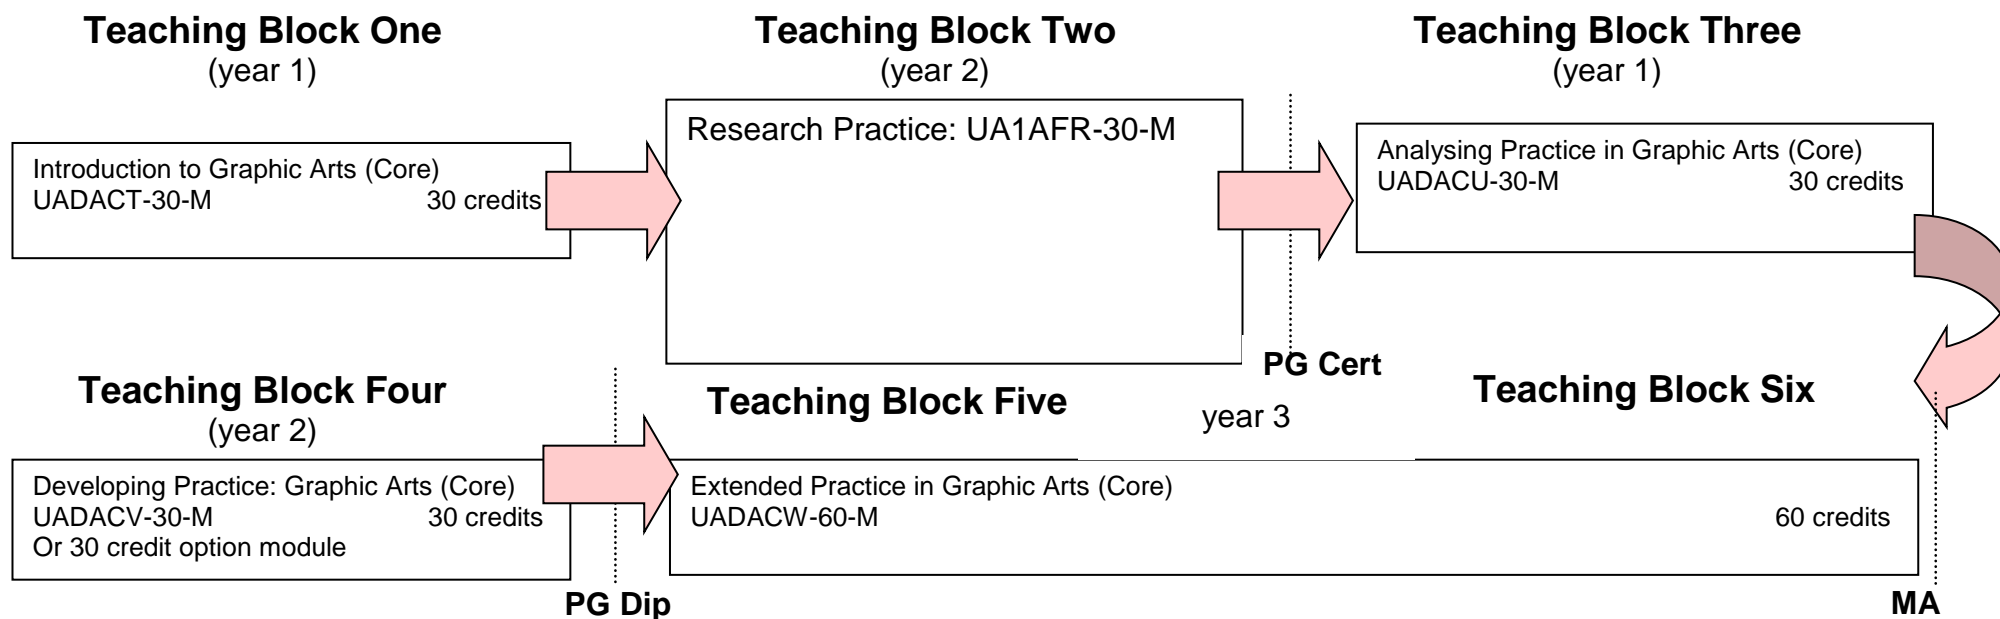 Teaching Block One
(year 1)
Teaching Block Two
(year 2)
Teaching Block Three
(year 1)
Introduction to Graphic Arts (Core)
UADACT-30-M 30 credits
Research Practice: UA1AFR-30-M
Analysing Practice in Graphic Arts (Core)
UADACU-30-M 30 credits
PG Cert
Teaching Block Four
(year 2)
Teaching Block Five
year 3
Teaching Block Six
Developing Practice: Graphic Arts (Core)
UADACV-30-M 30 credits
Or 30 credit option module
Extended Practice in Graphic Arts (Core)
UADACW-60-M 60 credits
PG Dip
MA